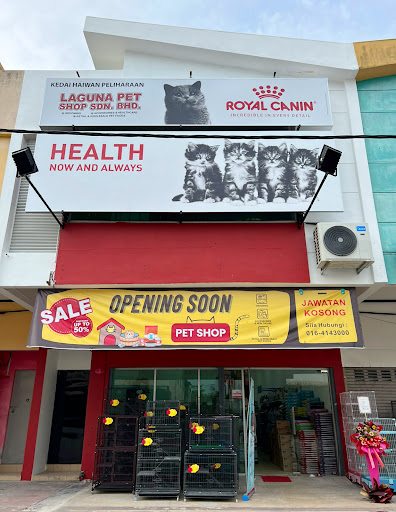 KEDAI HAIWAN PELIHARAAN
LAGUNA PET
SHOP SDN. BHD.
ROYAL CANIN
INCREDIBLE IN EVERY DETAIL
HEALTH
NOW AND ALWAYS
SALE
UP TO
50%
OPENING SOON
PET SHOP
JAWATAN
KOSONG
Sila Hubungi :
016-4143000